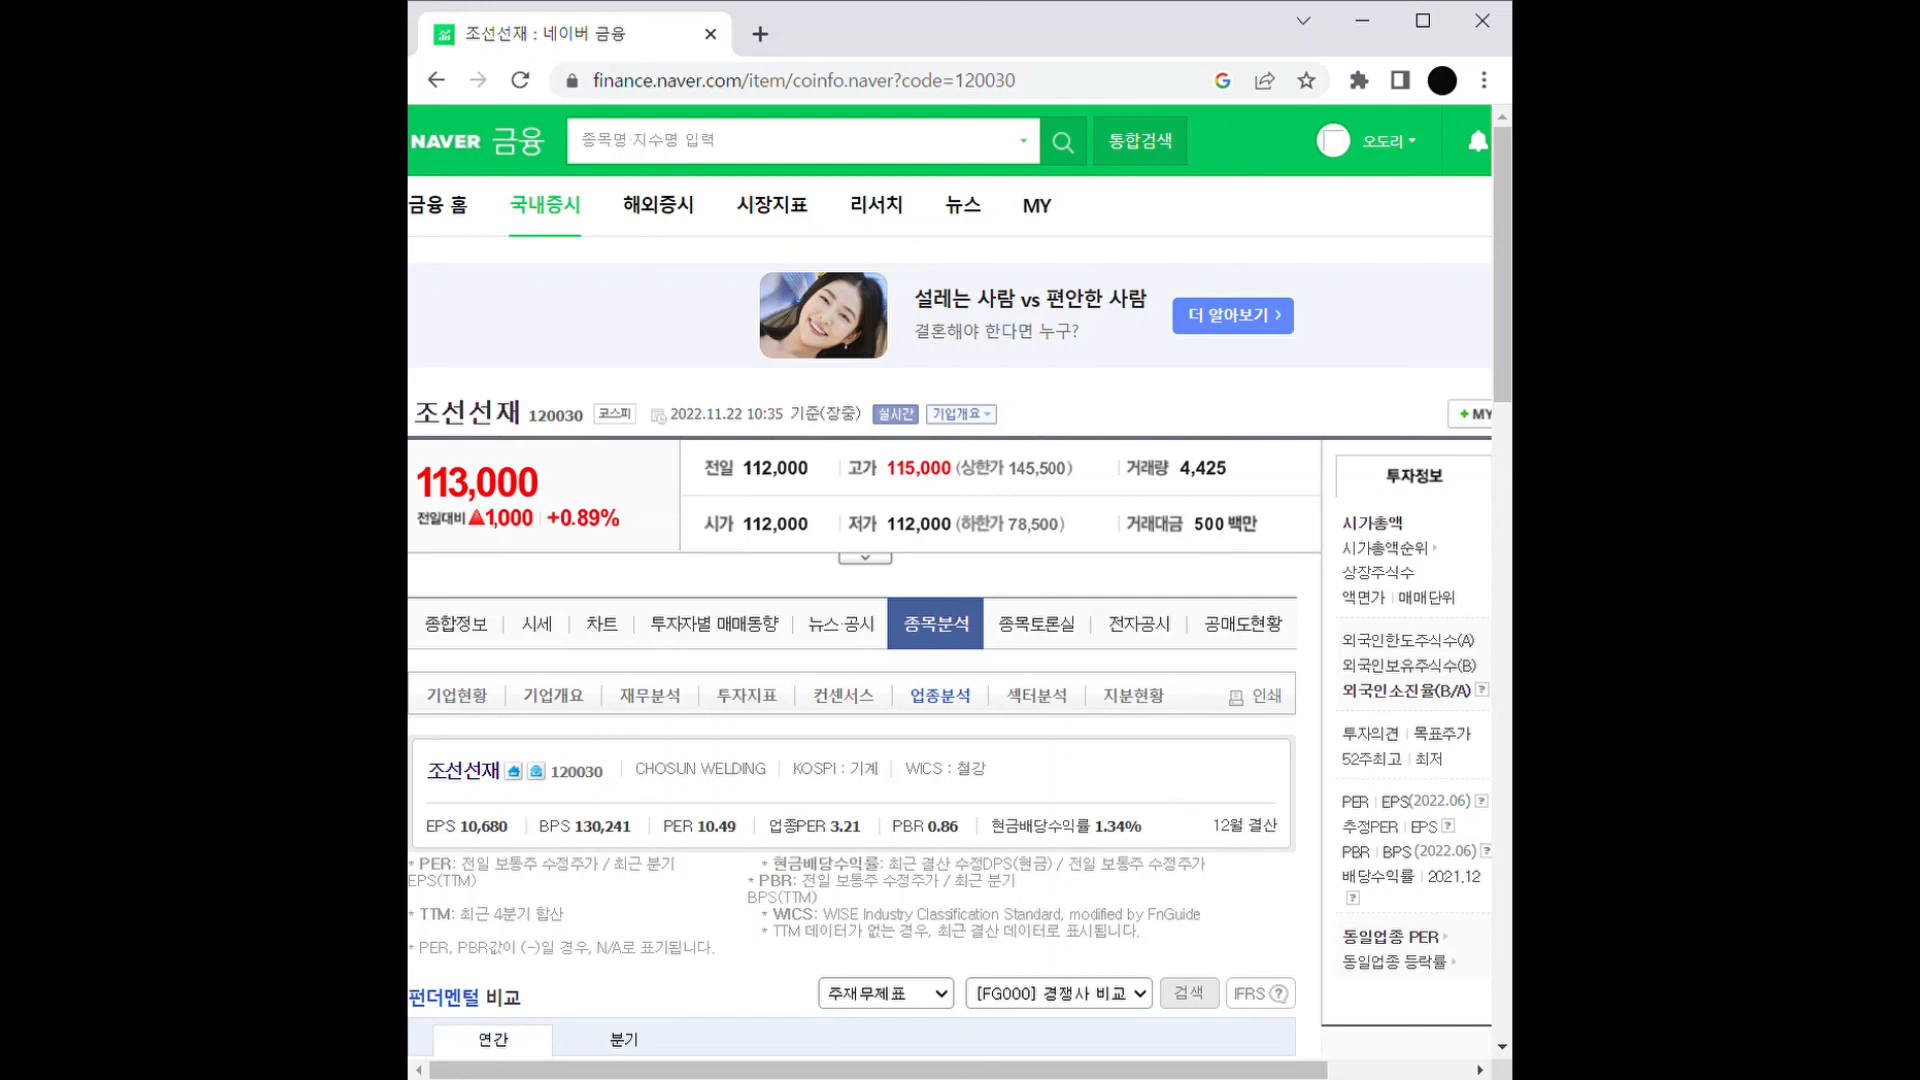 조선선재 : 네이버 금융
finance.naver.com/item/coinfo.naver?code=120030
NAVER 금융
종목명·지수명 입력
통합검색
오도리
금융 홈 국내증시 해외증시 시장지표 리서치 뉴스 MY
설레는 사람 vs 편안한 사람
결혼해야 한다면 누구?
더 알아보기 >
조선선재 120030 코스피 2022.11.22 10:35 기준(장중) 실시간 기업개요
+ MY
113,000
전일대비 ▲1,000 +0.89%
전일 112,000 고가 115,000 (상한가 145,500) 거래량 4,425
시가 112,000 저가 112,000 (하한가 78,500) 거래대금 500 백만
종합정보 시세 차트 투자자별 매매동향 뉴스·공시 종목분석 종목토론실 전자공시 공매도현황
기업현황 기업개요 재무분석 투자지표 컨센서스 업종분석 섹터분석 지분현황 인쇄
조선선재 120030 CHOSUN WELDING KOSPI : 기계 WICS : 철강
EPS 10,680 BPS 130,241 PER 10.49 업종PER 3.21 PBR 0.86 현금배당수익률 1.34% 12월 결산
* PER: 전일 보통주 수정주가 / 최근 분기
EPS(TTM)
* TTM: 최근 4분기 합산
* PER, PBR값이 (-)일 경우, N/A로 표기됩니다.
* 현금배당수익률: 최근 결산 수정DPS(현금) / 전일 보통주 수정주가
* PBR: 전일 보통주 수정주가 / 최근 분기
BPS(TTM)
* WICS: WISE Industry Classification Standard, modified by FnGuide
* TTM 데이터가 없는 경우, 최근 결산 데이터로 표시됩니다.
펀더멘털 비교 주재무제표 [FG000] 경쟁사 비교 검색 IFRS ?
연간 분기
투자정보
시가총액
시가총액순위
상장주식수
액면가 매매단위
외국인한도주식수(A)
외국인보유주식수(B)
외국인소진율(B/A) ?
투자의견 목표주가
52주최고 최저
PER EPS(2022.06) ?
추정PER EPS ?
PBR BPS (2022.06) ?
배당수익률 2021.12
?
동일업종 PER
동일업종 등락률